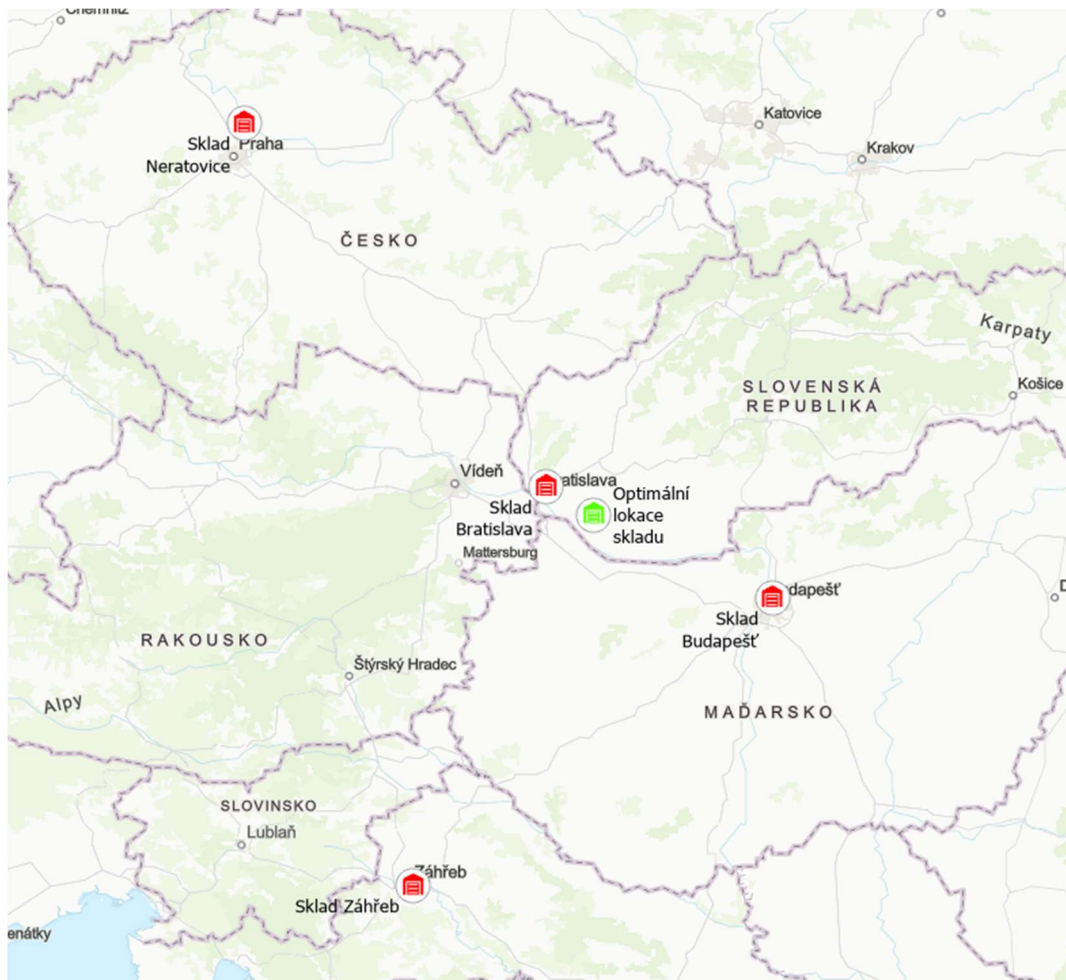 Chemnitz
Katovice
Krakov
Sklad Praha
Neratovice
ČESKO
Karpaty
SLOVENSKÁ
REPUBLIKA
Košice
Vídeň
atislava
Optimální
lokace
skladu
Sklad
Bratislava
Mattersburg
dapešť
D
Sklad
Budapešť
RAKOUSKO
Štýrský Hradec
Alpy
MAĎARSKO
SLOVINSKO
Lublaň
Záhřeb
Sklad Záhřeb
enátky